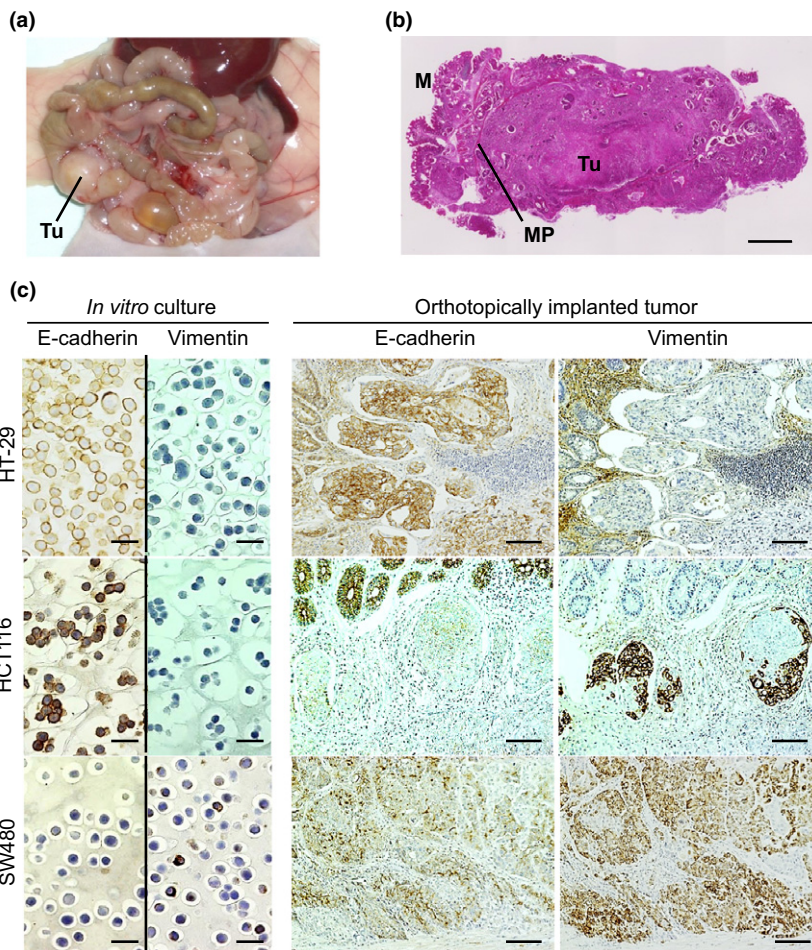 (a)
(b)
Tu
M
Tu
MP
(c)
In vitro culture
Orthotopically implanted tumor
E-cadherin Vimentin E-cadherin Vimentin
HT-29
HCT116
SW480